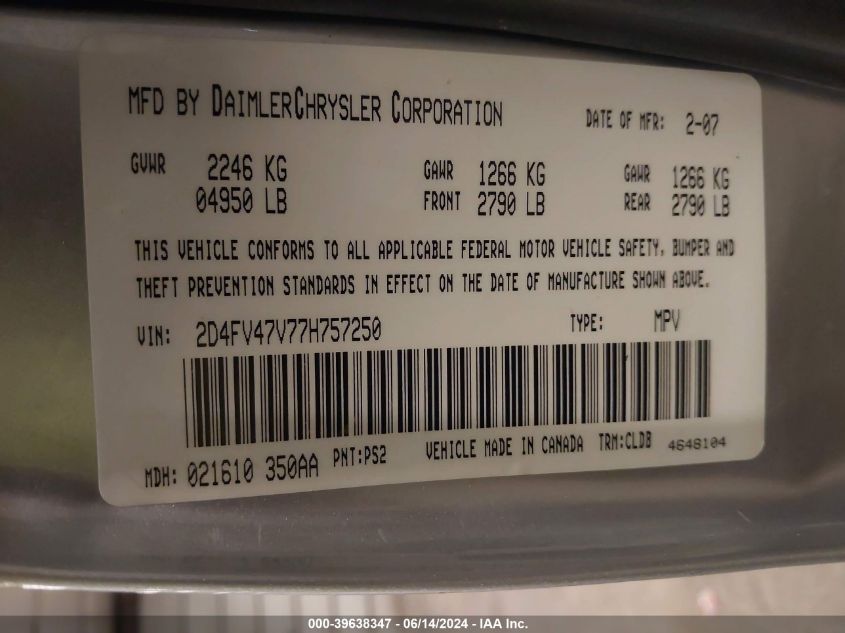 MFD BY DAIMLERCHRYSLER CORPORATION DATE OF MFR: 2-07
GVWR 2246 KG GAWR 1266 KG GAWR 1266 KG
04950 LB FRONT 2790 LB REAR 2790 LB
THIS VEHICLE CONFORMS TO ALL APPLICABLE FEDERAL MOTOR VEHICLE SAFETY, BUMPER AND
THEFT PREVENTION STANDARDS IN EFFECT ON THE DATE OF MANUFACTURE SHOWN ABOVE.
VIN: 2D4FV47V77H757250 TYPE: MPV
MDH: 021610 350AA PNT:PS2 VEHICLE MADE IN CANADA TRM:CLDB 4648104
000-39638347 - 06/14/2024 - IAA Inc.